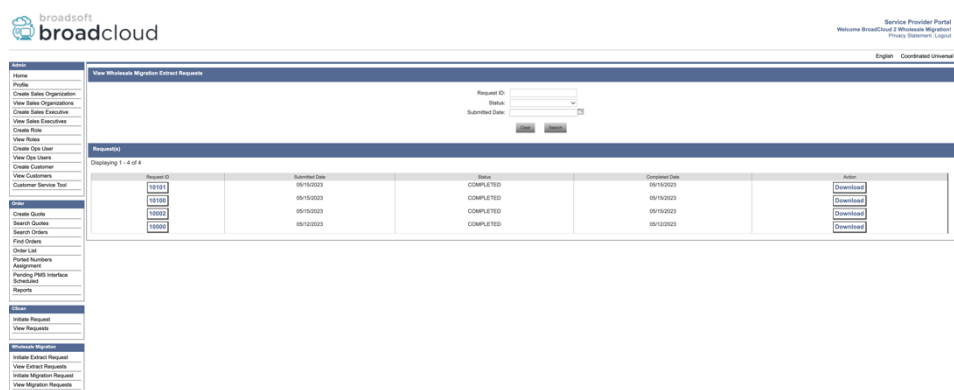 broadsoft
broadcloud
Service Provider Portal
Welcome BroadCloud 2 Wholesale Migration!
Privacy Statement Logout
English Coordinated Universal
Admin
Home
Profile
Create Sales Organization
View Sales Organizations
Create Sales Executive
View Sales Executives
Create Role
View Roles
Create Ops User
View Ops Users
Create Customer
View Customers
Customer Service Tool
Order
Create Quote
Search Quotes
Search Orders
Find Orders
Order List
Ported Numbers
Assignment
Pending PMS Interface
Scheduled
Reports
CScan
Initiate Request
View Requests
Wholesale Migration
Initiate Extract Request
View Extract Requests
Initiate Migration Request
View Migration Requests
View Wholesale Migration Extract Requests
Request ID:
Status:
Submitted Date:
Clear Search
Request(s)
Displaying 1 - 4 of 4
Request ID Submitted Date Status Completed Date Action
10101 05/15/2023 COMPLETED 05/15/2023 Download
10100 05/15/2023 COMPLETED 05/15/2023 Download
10002 05/15/2023 COMPLETED 05/15/2023 Download
10000 05/12/2023 COMPLETED 05/12/2023 Download